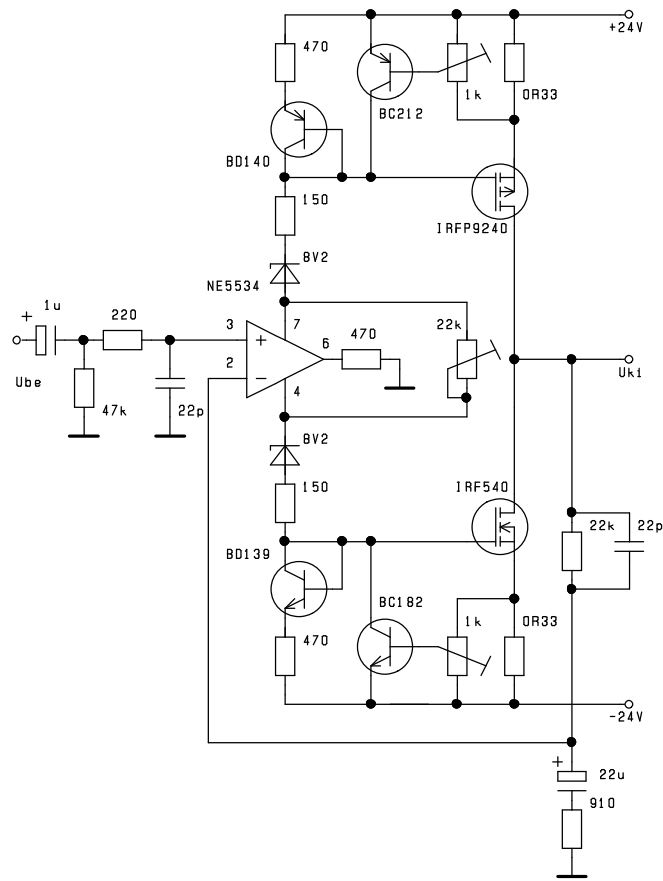 +24V
470
BC212
1k
0R33
BD140
150
IRFP9240
8V2
NE5534
+
1u
220
3
7
6
470
22k
+
2
-
4
Ube
47k
22p
Uki
8V2
150
IRF540
22k
22p
BD139
BC182
1k
0R33
470
-24V
+
22u
910